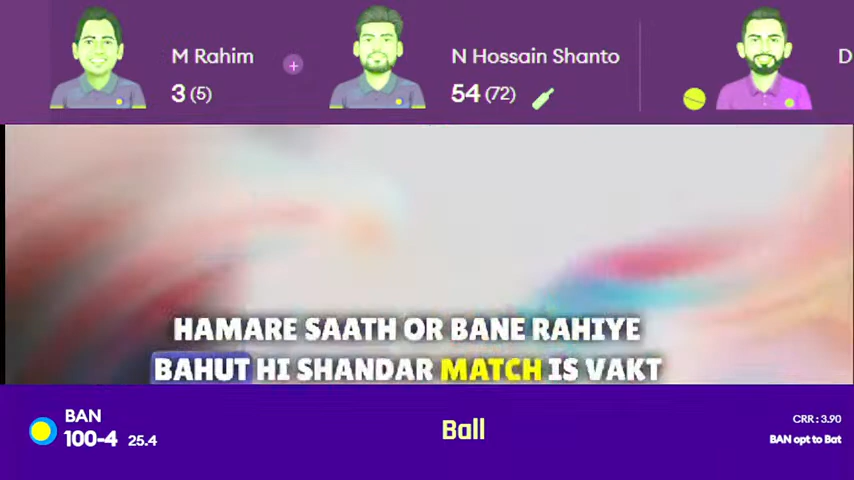 M Rahim
3 (5)
N Hossain Shanto
54 (72)
D
HAMARE SAATH OR BANE RAHIYE
BAHUT HI SHANDAR MATCH IS VAKT
BAN
100-4 25.4
Ball
CRR : 3.90
BAN opt to Bat